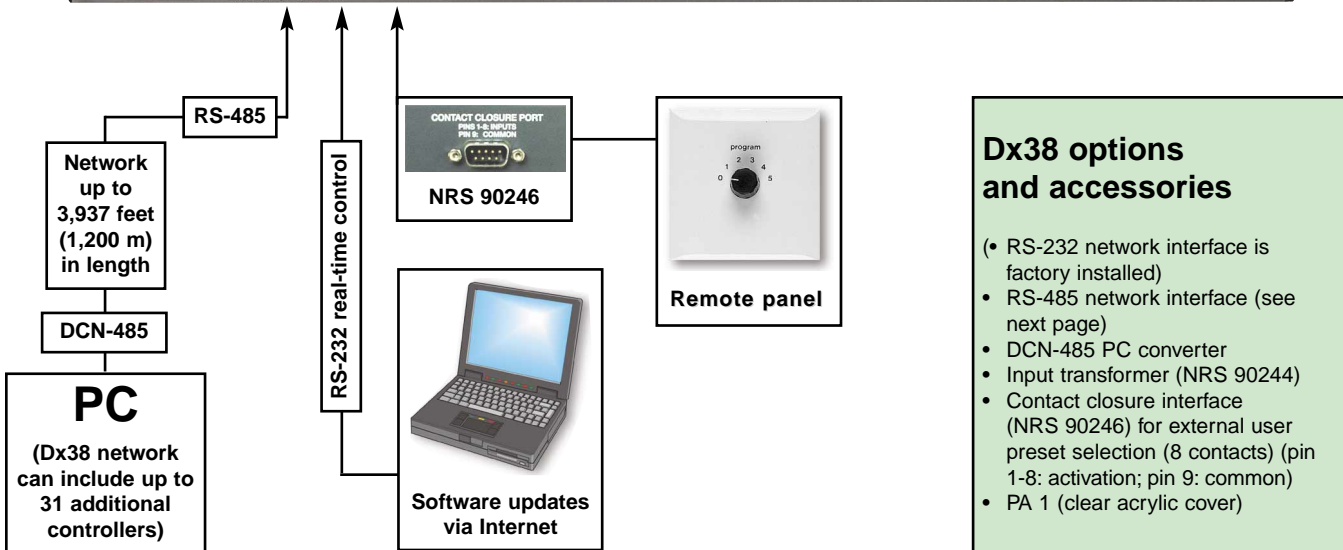 RS-485
Network
up to
3,937 feet
(1,200 m)
in length
DCN-485
PC
(Dx38 network
can include up to
31 additional
controllers)
RS-232 real-time control
CONTACT CLOSURE PORT
PINS 1-8: INPUTS
PIN 9: COMMON
NRS 90246
Software updates
via Internet
program
0 1 2 3 4 5
Remote panel
Dx38 options
and accessories
(• RS-232 network interface is
factory installed)
• RS-485 network interface (see
next page)
• DCN-485 PC converter
• Input transformer (NRS 90244)
• Contact closure interface
(NRS 90246) for external user
preset selection (8 contacts) (pin
1-8: activation; pin 9: common)
• PA 1 (clear acrylic cover)